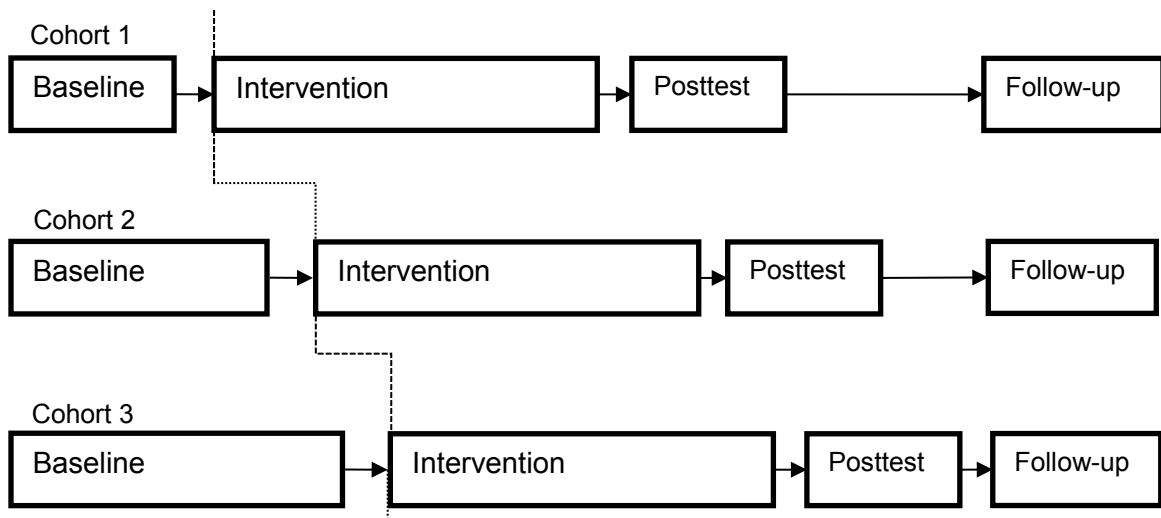 Cohort 1
Baseline Intervention Posttest Follow-up
Cohort 2
Baseline Intervention Posttest Follow-up
Cohort 3
Baseline Intervention Posttest Follow-up